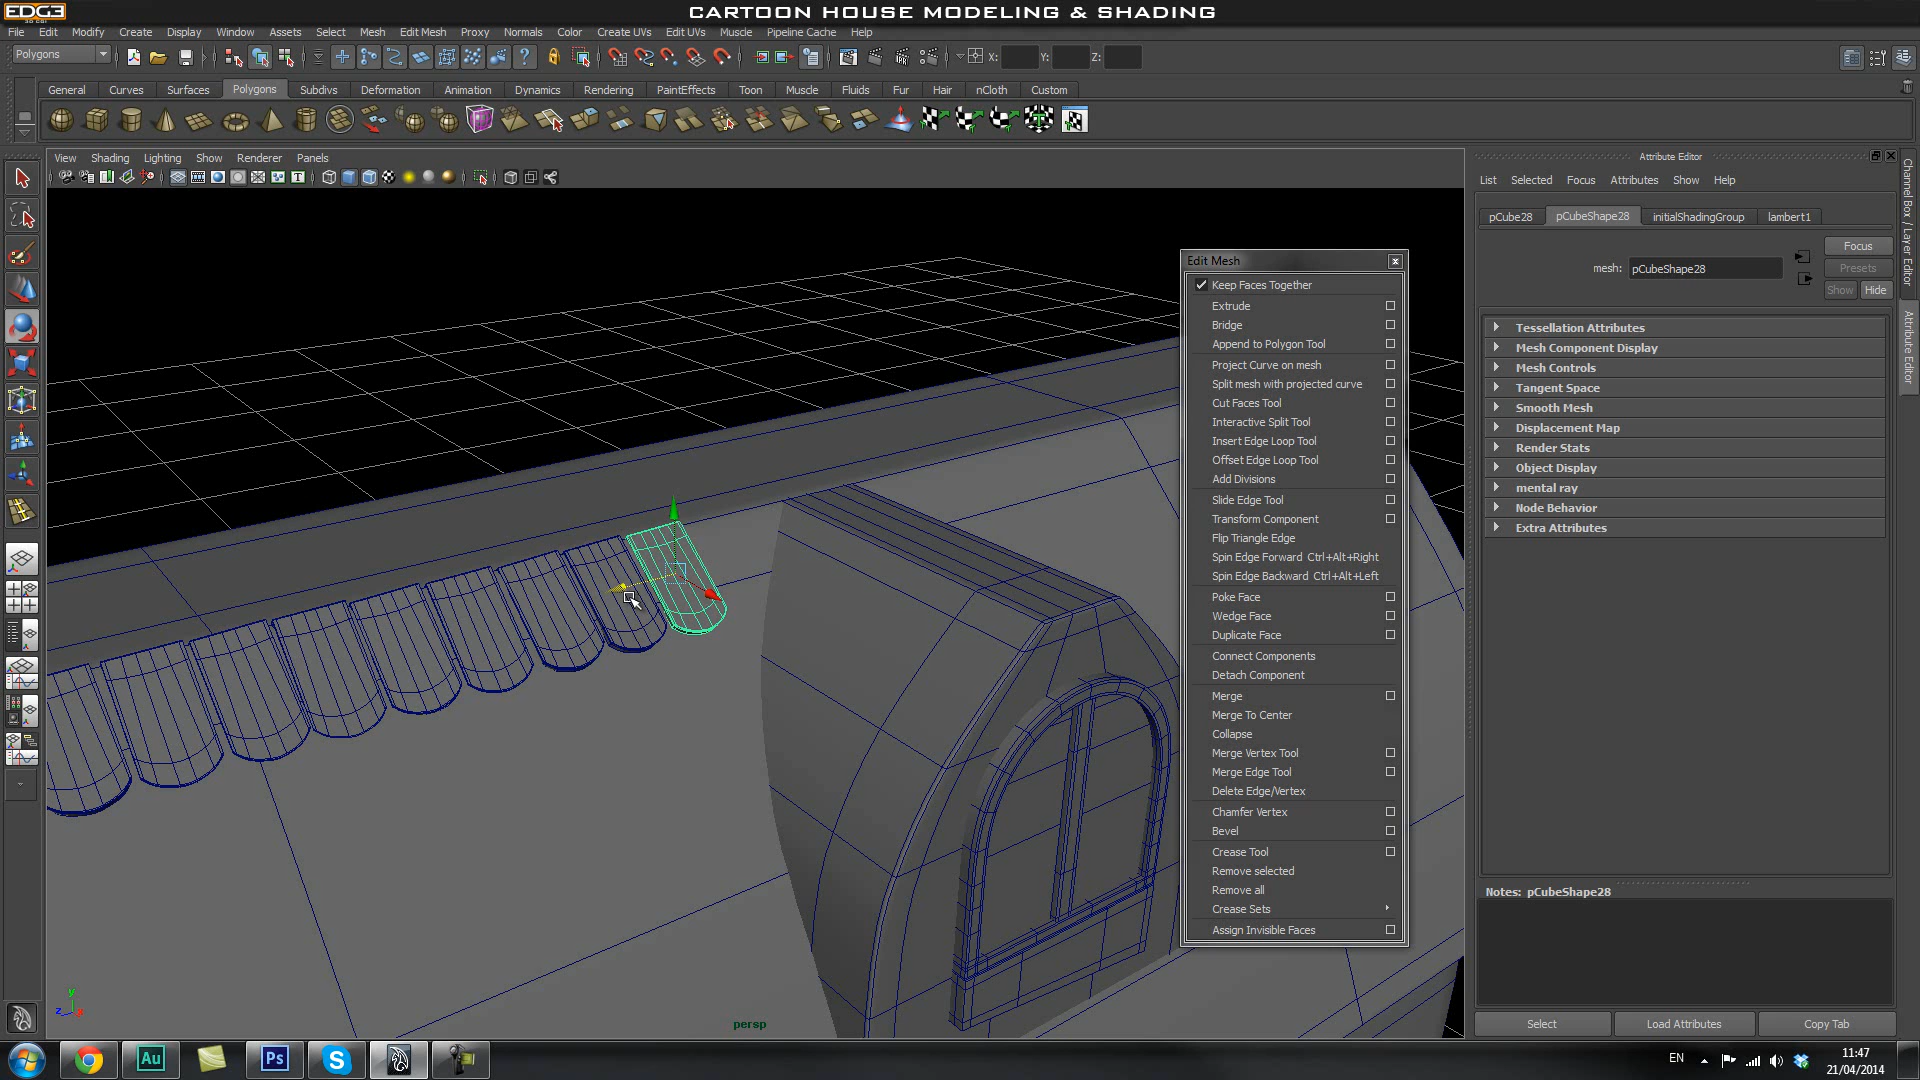 EDGE
3D CGI
CARTOON HOUSE MODELING & SHADING
File Edit Modify Create Display Window Assets Select Mesh Edit Mesh Proxy Normals Color Create UVs Edit UVs Muscle Pipeline Cache Help
Polygons
X: Y: Z:
General Curves Surfaces Polygons Subdivs Deformation Animation Dynamics Rendering PaintEffects Toon Muscle Fluids Fur Hair nCloth Custom
View Shading Lighting Show Renderer Panels
Attribute Editor
List Selected Focus Attributes Show Help
pCube28 pCubeShape28 initialShadingGroup lambert1
Focus
mesh: pCubeShape28
Presets
Show Hide
Tessellation Attributes
Mesh Component Display
Mesh Controls
Tangent Space
Smooth Mesh
Displacement Map
Render Stats
Object Display
mental ray
Node Behavior
Extra Attributes
Notes: pCubeShape28
Select Load Attributes Copy Tab
Channel Box / Layer Editor
Attribute Editor
Edit Mesh
Keep Faces Together
Extrude
Bridge
Append to Polygon Tool
Project Curve on mesh
Split mesh with projected curve
Cut Faces Tool
Interactive Split Tool
Insert Edge Loop Tool
Offset Edge Loop Tool
Add Divisions
Slide Edge Tool
Transform Component
Flip Triangle Edge
Spin Edge Forward Ctrl+Alt+Right
Spin Edge Backward Ctrl+Alt+Left
Poke Face
Wedge Face
Duplicate Face
Connect Components
Detach Component
Merge
Merge To Center
Collapse
Merge Vertex Tool
Merge Edge Tool
Delete Edge/Vertex
Chamfer Vertex
Bevel
Crease Tool
Remove selected
Remove all
Crease Sets
Assign Invisible Faces
y
z x
persp
Au
Ps
S
EN
11:47
21/04/2014